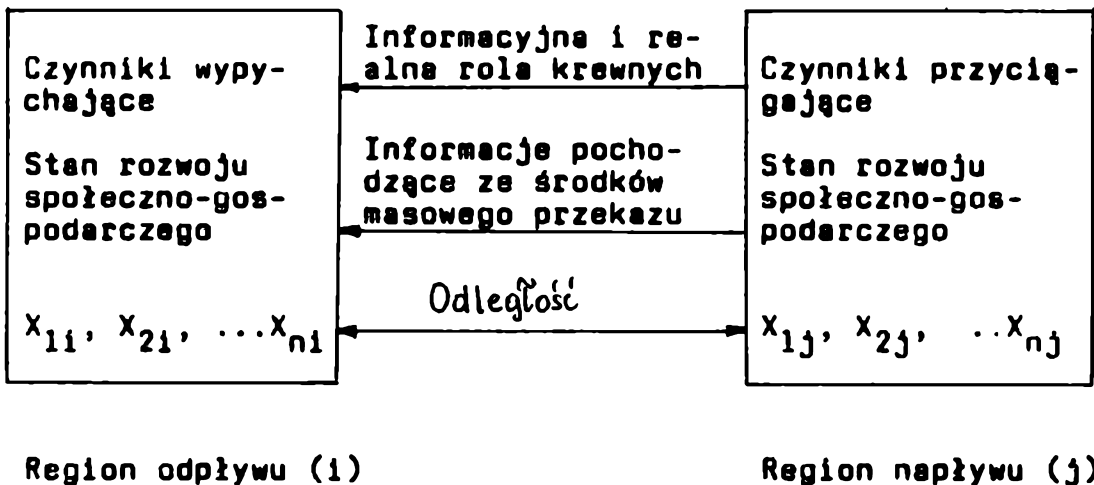 Czynniki wypy-
chające
Stan rozwoju
społeczno-gos-
podarczego
X1i, X2i, ...Xni
Informacyjna i re-
alna rola krewnych
Informacje pocho-
dzące ze środków
masowego przekazu
Odległość
Czynniki przycią-
gające
Stan rozwoju
społeczno-gos-
podarczego
X1j, X2j, ..Xnj
Region odpływu (i)
Region napływu (j)